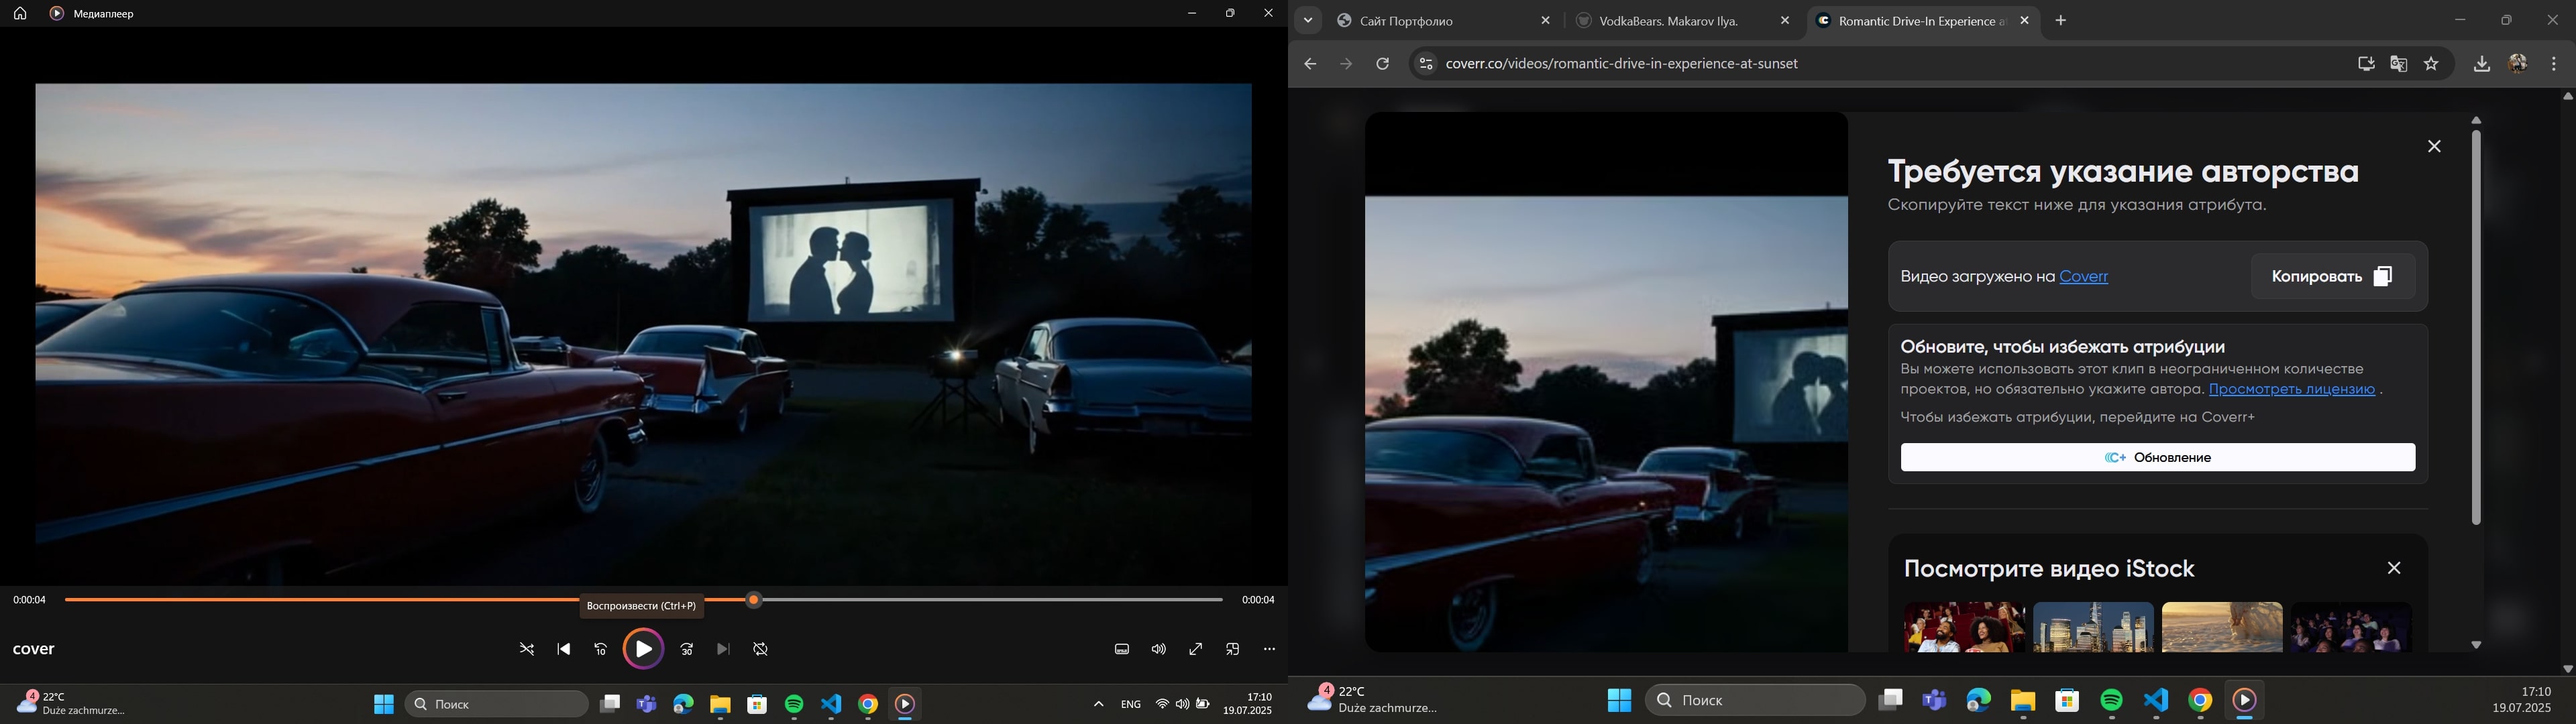 Медиаплеер
0:00:04
0:00:04
Воспроизвести (Ctrl+P)
cover
10
30
4
22°C
Duże zachmurze...
Поиск
ENG
17:10
19.07.2025
Сайт Портфолио
VodkaBears. Makarov Ilya.
Romantic Drive-In Experience a
coverr.co/videos/romantic-drive-in-experience-at-sunset
Требуется указание авторства
Скопируйте текст ниже для указания атрибута.
Видео загружено на Coverr
Копировать
Обновите, чтобы избежать атрибуции
Вы можете использовать этот клип в неограниченном количестве
проектов, но обязательно укажите автора. Просмотреть лицензию .
Чтобы избежать атрибуции, перейдите на Coverr+
C+ Обновление
Посмотрите видео iStock
4
22°C
Duże zachmurze...
Поиск
17:10
19.07.2025